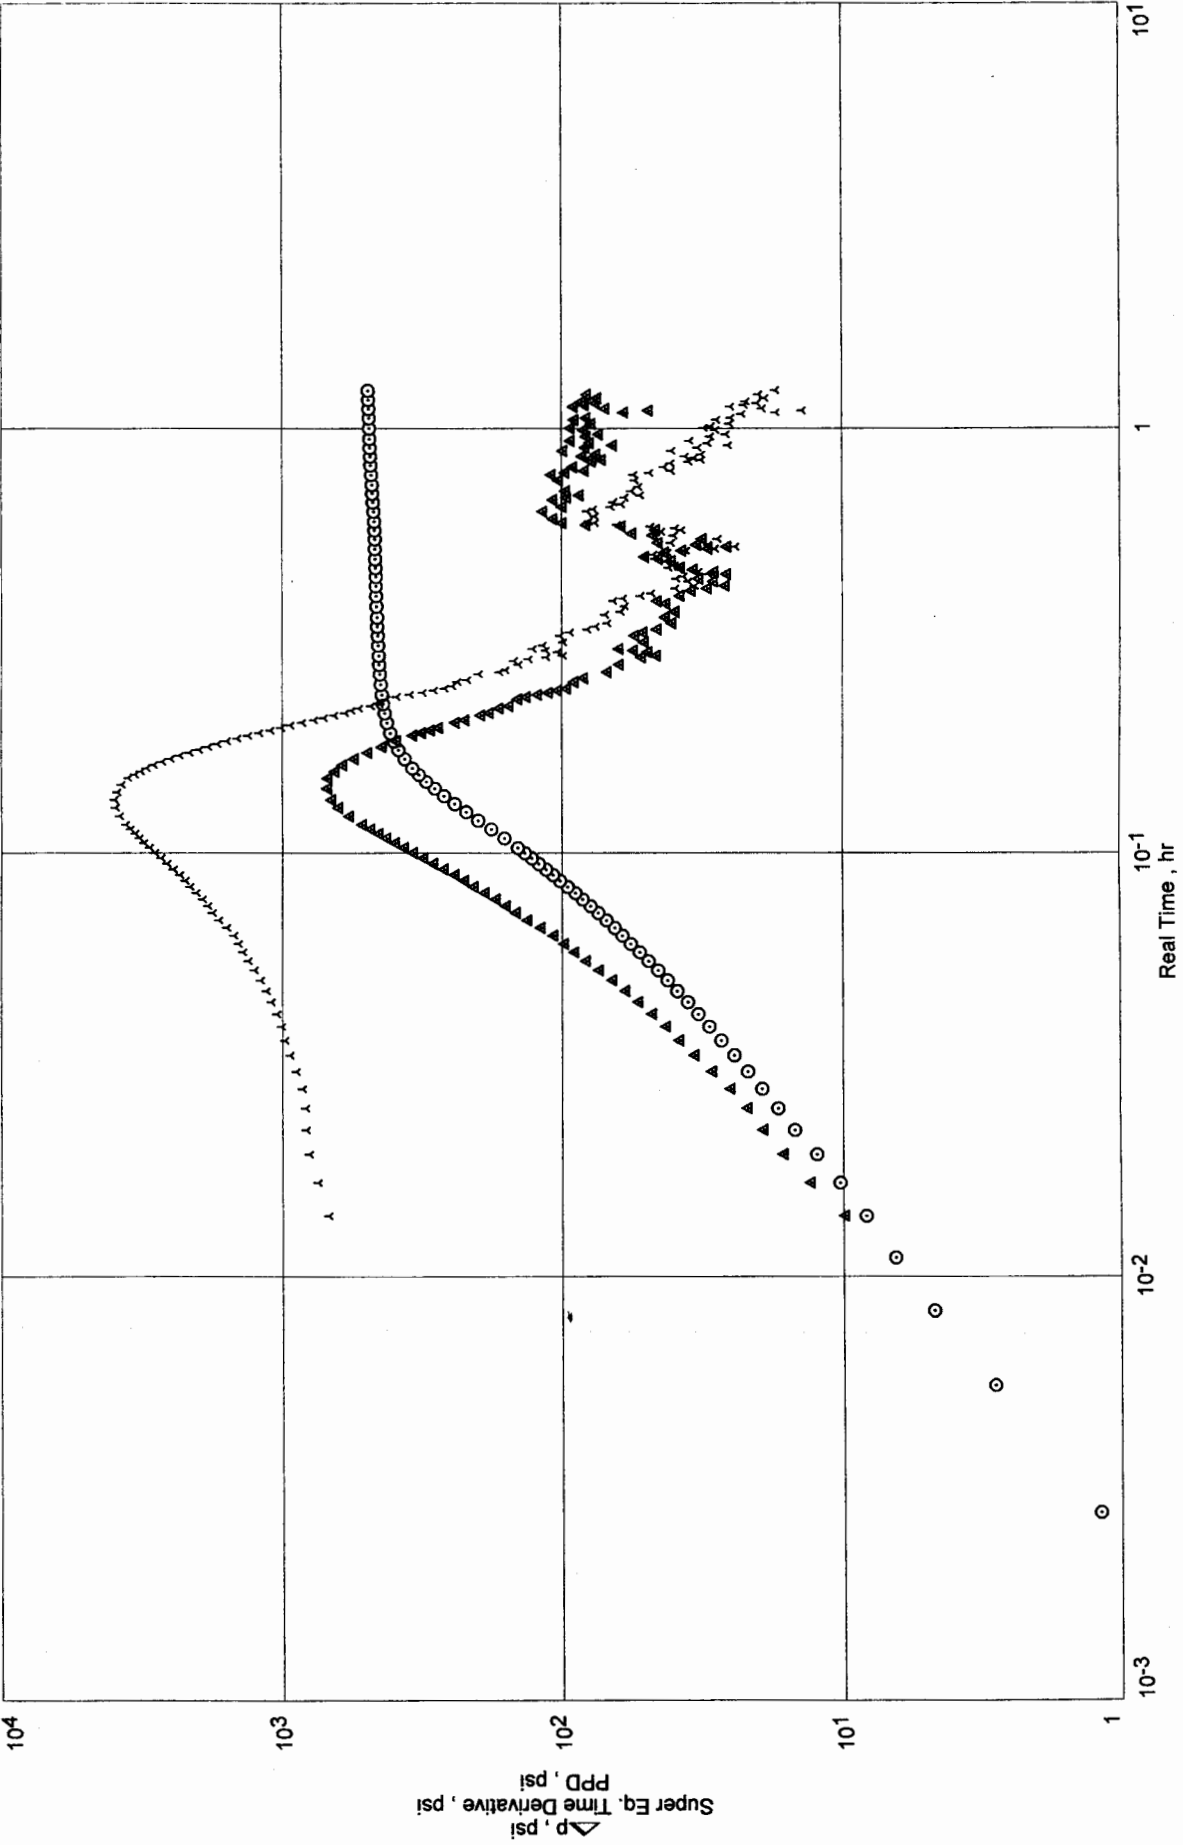 △p , psi
Super Eq. Time Derivative , psi
PPD , psi
10⁴
10³
10²
10¹
1
10⁻³
10⁻²
10⁻¹
1
10¹
Real Time , hr